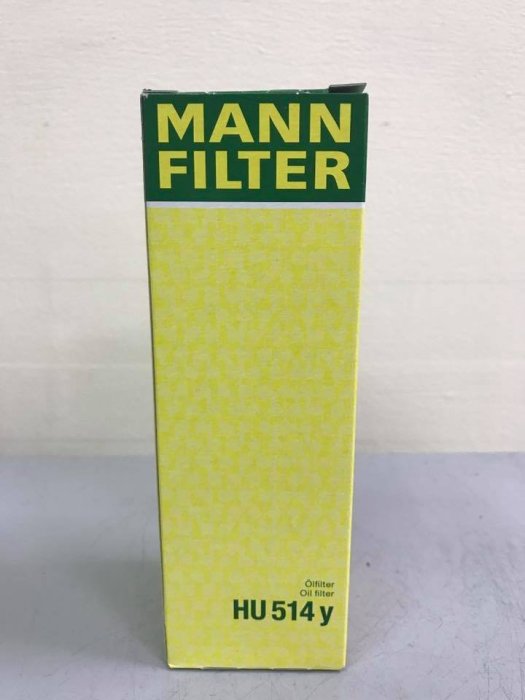 MANN
FILTER
Ölfilter
Oil filter
HU 514 y